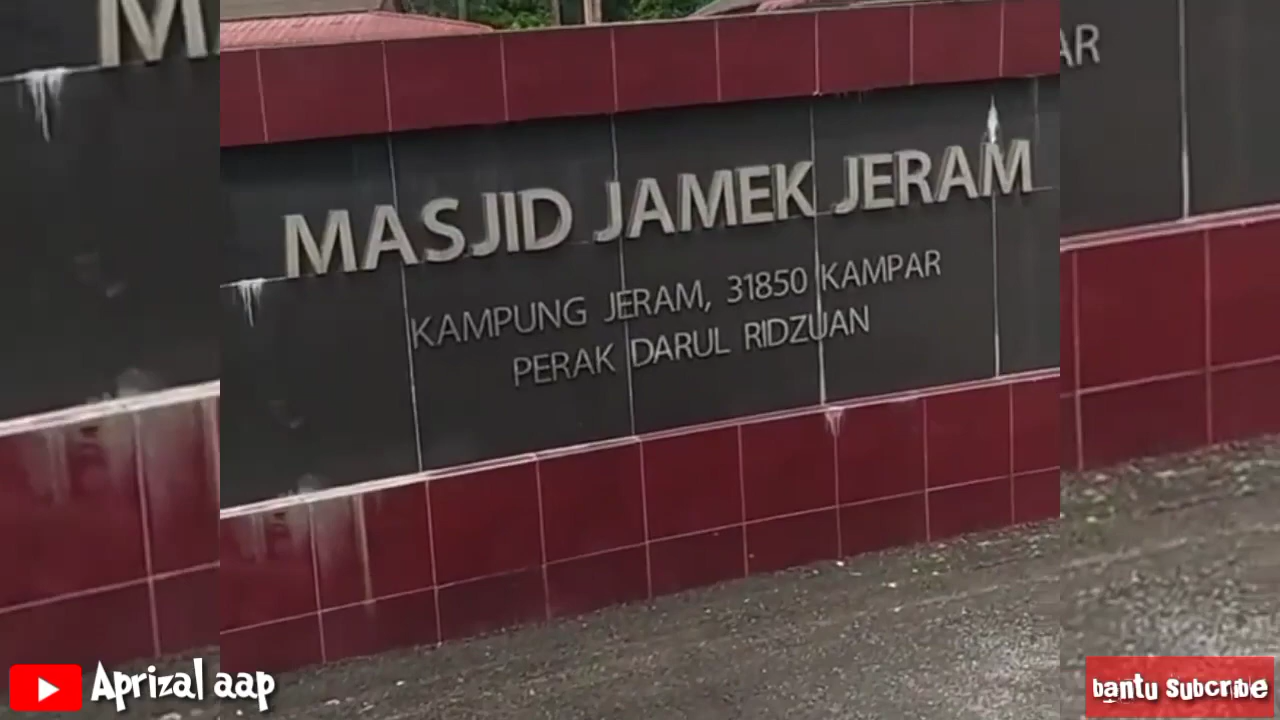 MASJID JAMEK JERAM
KAMPUNG JERAM, 31850 KAMPAR
PERAK DARUL RIDZUAN
Aprizal aap
bantu Subcribe